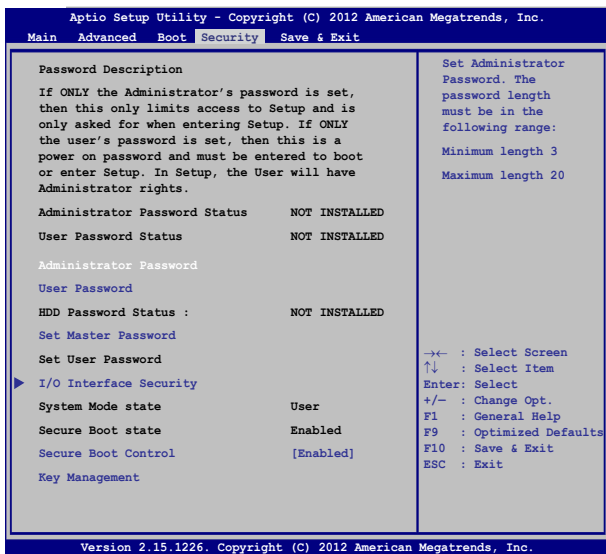 Aptio Setup Utility - Copyright (C) 2012 American Megatrends, Inc.
Main Advanced Boot Security Save & Exit
Password Description
If ONLY the Administrator's password is set,
then this only limits access to Setup and is
only asked for when entering Setup. If ONLY
the user's password is set, then this is a
power on password and must be entered to boot
or enter Setup. In Setup, the User will have
Administrator rights.
Administrator Password Status NOT INSTALLED
User Password Status NOT INSTALLED
Administrator Password
User Password
HDD Password Status : NOT INSTALLED
Set Master Password
Set User Password
I/O Interface Security
System Mode state User
Secure Boot state Enabled
Secure Boot Control [Enabled]
Key Management
Set Administrator
Password. The
password length
must be in the
following range:
Minimum length 3
Maximum length 20
→← : Select Screen
↑↓ : Select Item
Enter: Select
+/— : Change Opt.
F1 : General Help
F9 : Optimized Defaults
F10 : Save & Exit
ESC : Exit
Version 2.15.1226. Copyright (C) 2012 American Megatrends, Inc.